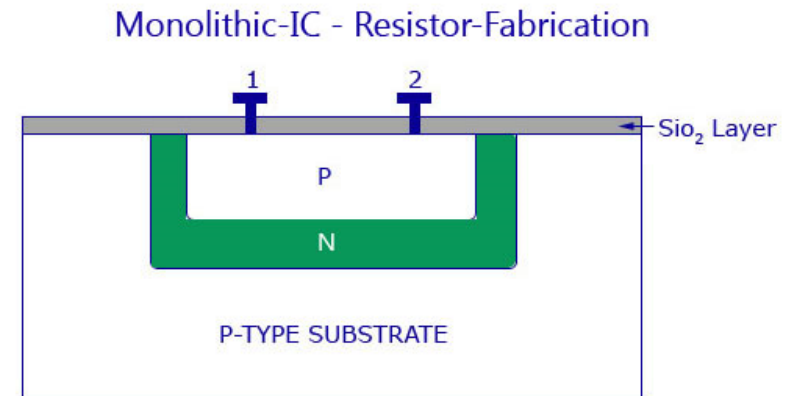 Monolithic-IC - Resistor-Fabrication
1 2
Sio₂ Layer
P
N
P-TYPE SUBSTRATE